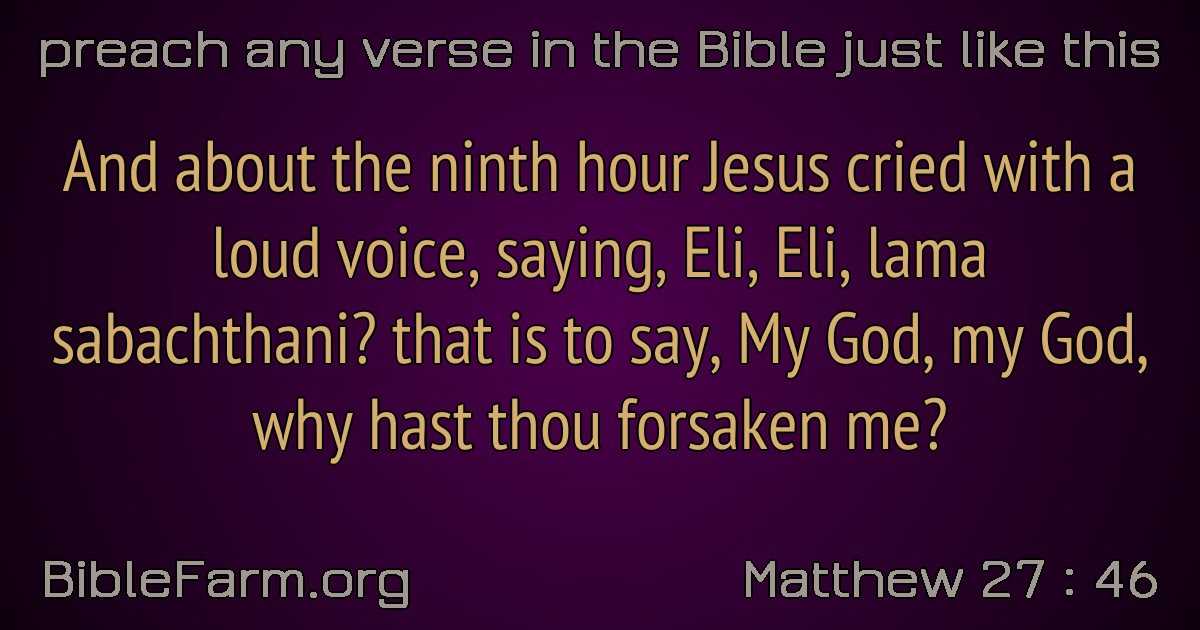 preach any verse in the Bible just like this
And about the ninth hour Jesus cried with a
loud voice, saying, Eli, Eli, lama
sabachthani? that is to say, My God, my God,
why hast thou forsaken me?
BibleFarm.org
Matthew 27 : 46